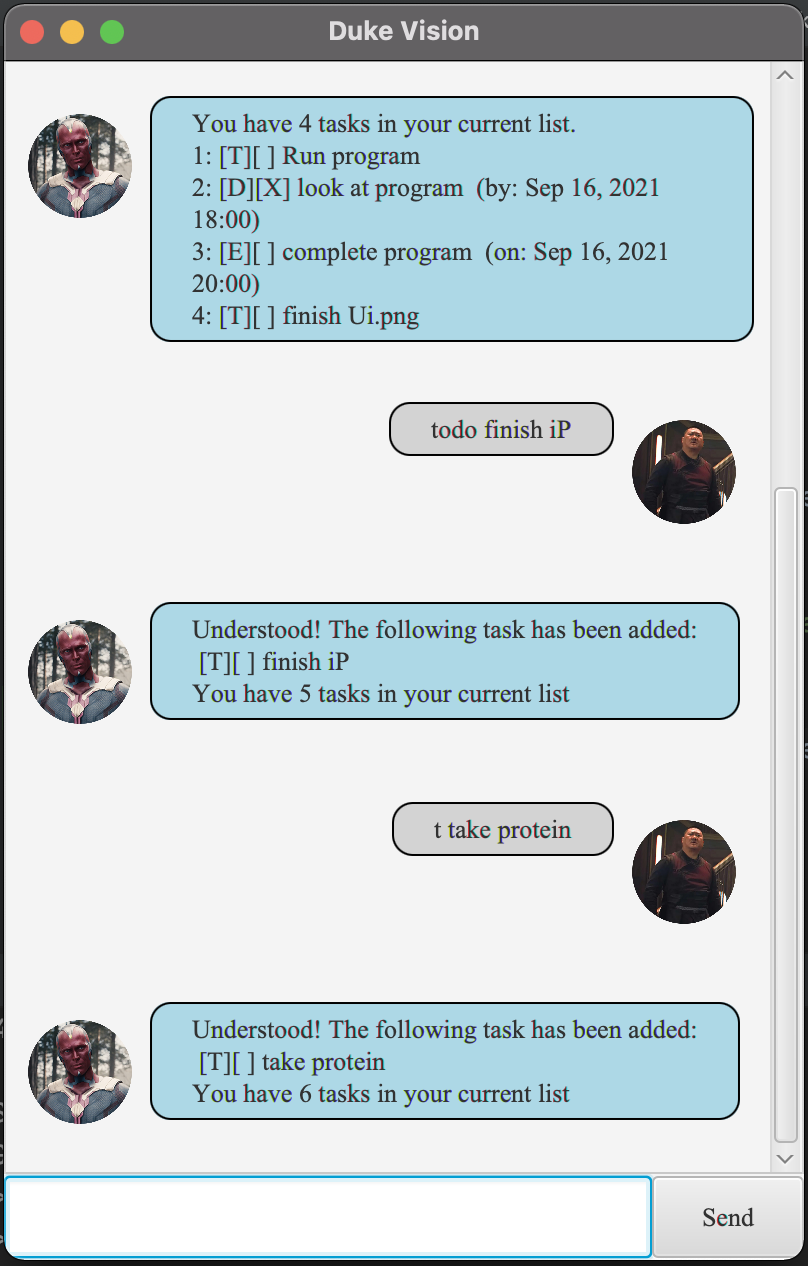 Duke Vision
You have 4 tasks in your current list.
1: [T][ ] Run program
2: [D][X] look at program  (by: Sep 16, 2021
18:00)
3: [E][ ] complete program  (on: Sep 16, 2021
20:00)
4: [T][ ] finish Ui.png
todo finish iP
Understood! The following task has been added:
[T][ ] finish iP
You have 5 tasks in your current list
t take protein
Understood! The following task has been added:
[T][ ] take protein
You have 6 tasks in your current list
Send